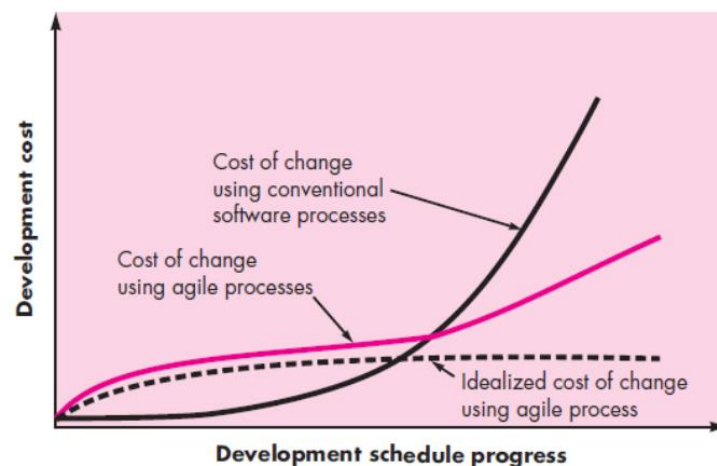 Development cost
Cost of change
using conventional
software processes
Cost of change
using agile processes
Idealized cost of change
using agile process
Development schedule progress